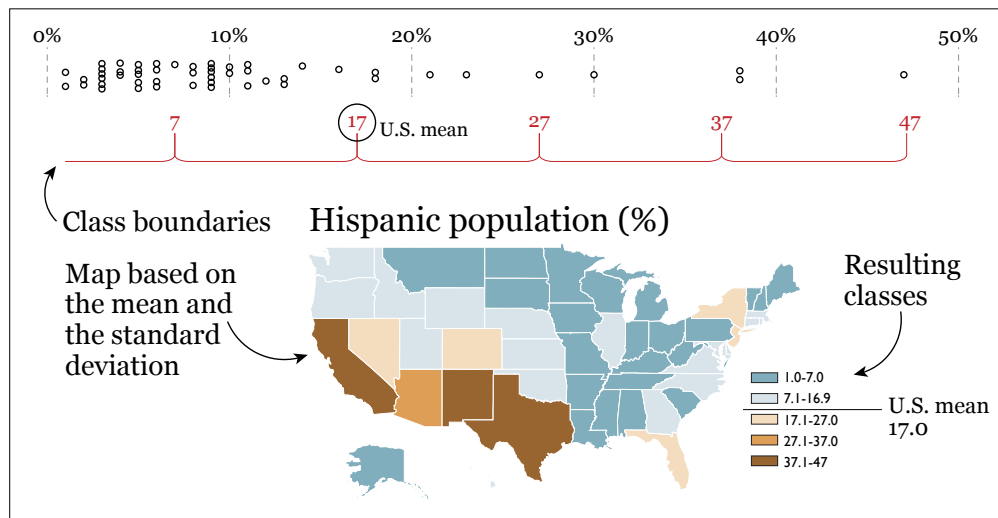 0% 10% 20% 30% 40% 50%
7 17 U.S. mean 27 37 47
Class boundaries
Hispanic population (%)
Map based on
the mean and
the standard
deviation
Resulting
classes
1.0-7.0
7.1-16.9
17.1-27.0
27.1-37.0
37.1-47
U.S. mean
17.0